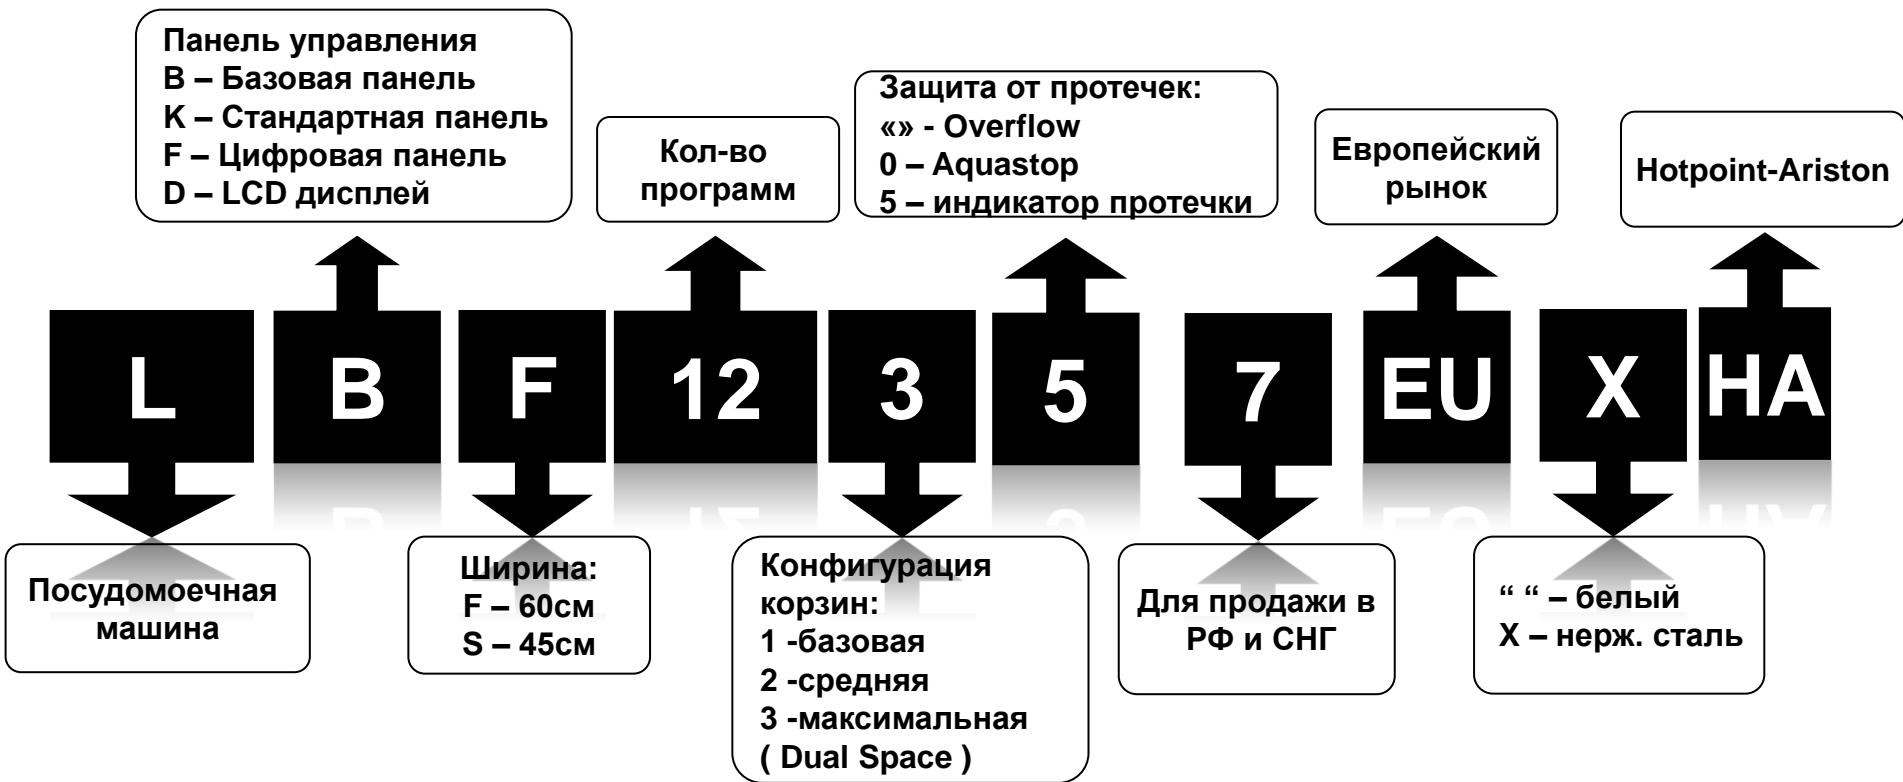 Панель управления
B – Базовая панель
K – Стандартная панель
F – Цифровая панель
D – LCD дисплей
Кол-во
программ
Защита от протечек:
«» - Overflow
0 – Aquastop
5 – индикатор протечки
Европейский
рынок
Hotpoint-Ariston
L B F 12 3 5 7 EU X HA
Посудомоечная
машина
Ширина:
F – 60см
S – 45см
Конфигурация
корзин:
1 -базовая
2 -средняя
3 -максимальная
( Dual Space )
Для продажи в
РФ и СНГ
“ “ – белый
X – нерж. сталь